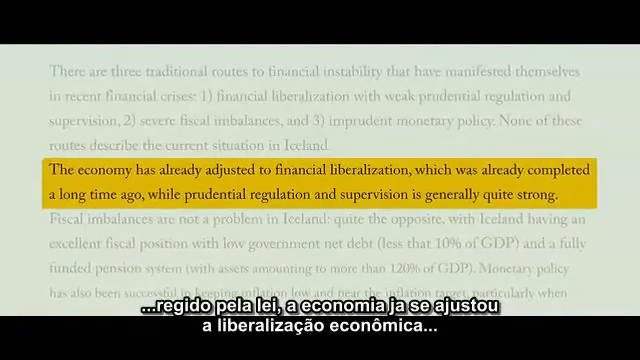 There are three traditional routes to financial instability that have manifested themselves
in recent financial crises: 1) financial liberalization with weak prudential regulation and
supervision, 2) severe fiscal imbalances, and 3) imprudent monetary policy. None of these
routes describe the current situation in Iceland.
The economy has already adjusted to financial liberalization, which was already completed
a long time ago, while prudential regulation and supervision is generally quite strong.
Fiscal imbalances are not a problem in Iceland: quite the opposite, with Iceland having an
excellent fiscal position with low government net debt (less that 10% of GDP) and a fully
funded pension system (with assets amounting to more than 120% of GDP). Monetary policy
has also been successful in keeping inflation low and near the inflation target, particularly when
...regido pela lei, a economia ja se ajustou
a liberalização econômica...